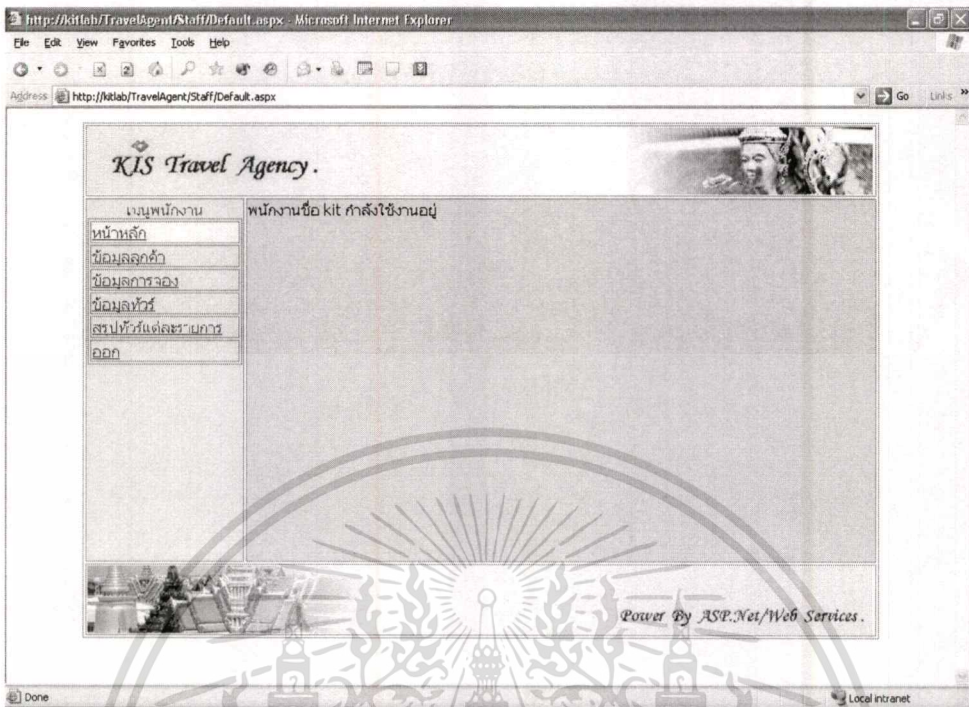 http://kitlab/TravelAgent/Staff/Default.aspx - Microsoft Internet Explorer
File Edit View Favorites Tools Help
Address http://kitlab/TravelAgent/Staff/Default.aspx Go Links »
KIS Travel Agency .
เมนูพนักงาน
หน้าหลัก
ข้อมูลลูกค้า
ข้อมูลการจอง
ข้อมูลทัวร์
สรุปทัวร์แต่ละรายการ
ออก
พนักงานชื่อ kit กำลังใช้งานอยู่
Power By ASP.Net/Web Services .
Done Local intranet